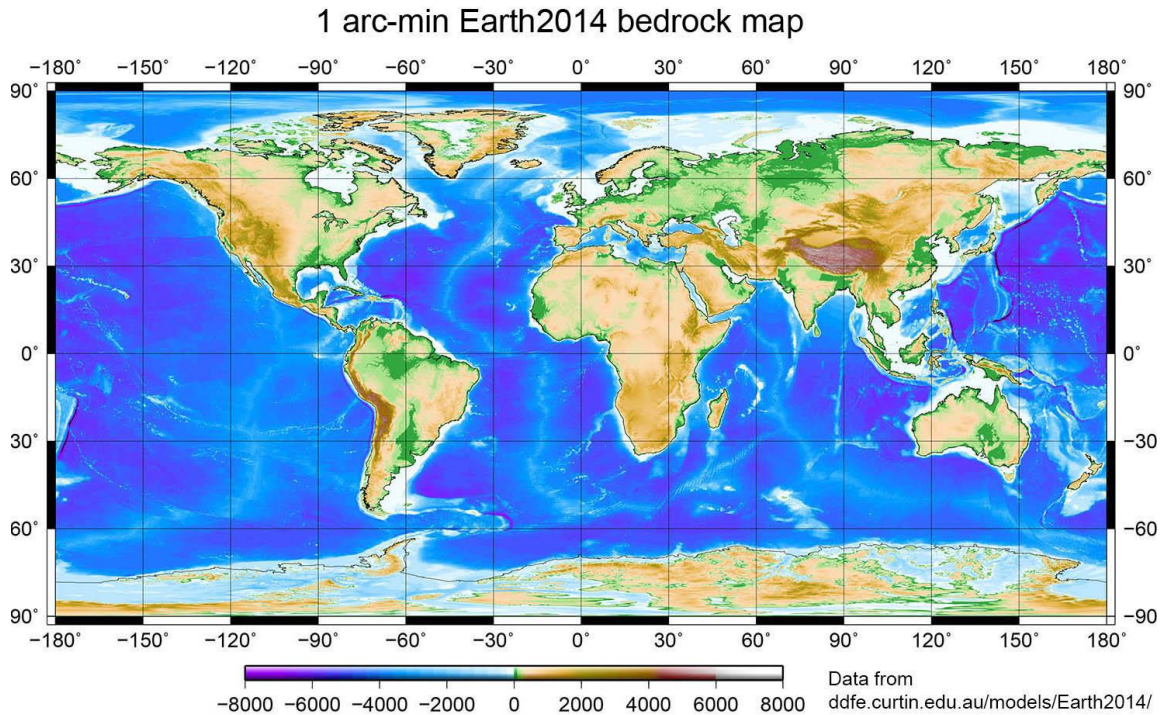 1 arc-min Earth2014 bedrock map
−180 −150 −120 −90 −60 −30 0 30 60 90 120 150 180
90° 90°
60° 60°
30° 30°
0° 0°
30° −30
60° −60
90° −90
−180 −150 −120 −90 −60 −30 0 30 60 90 120 150 180°
−8000 −6000 −4000 −2000 0 2000 4000 6000 8000
Data from
ddfe.curtin.edu.au/models/Earth2014/